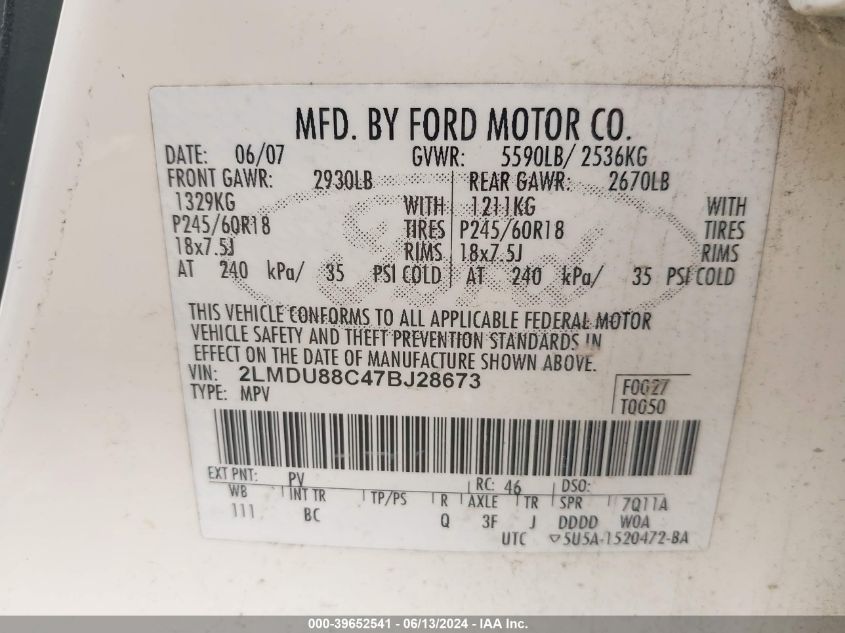 MFD. BY FORD MOTOR CO.
DATE: 06/07 GVWR: 5590LB/ 2536KG
FRONT GAWR: 2930LB REAR GAWR: 2670LB
1329KG WITH 1211KG WITH
P245/60R18 TIRES P245/60R18 TIRES
18x7.5J RIMS 18x7.5J RIMS
AT 240 kPa/ 35 PSI COLD AT 240 kPa/ 35 PSI COLD
THIS VEHICLE CONFORMS TO ALL APPLICABLE FEDERAL MOTOR
VEHICLE SAFETY AND THEFT PREVENTION STANDARDS IN
EFFECT ON THE DATE OF MANUFACTURE SHOWN ABOVE.
VIN: 2LMDU88C47BJ28673
TYPE: MPV
F0027
T0050
EXT PNT: PV RC: 46 DSO:
WB INT TR TP/PS R AXLE TR SPR 7Q11A
111 BC Q 3F J DDDD W0A
UTC ▽5U5A-1520472-BA
000-39652541 - 06/13/2024 - IAA Inc.